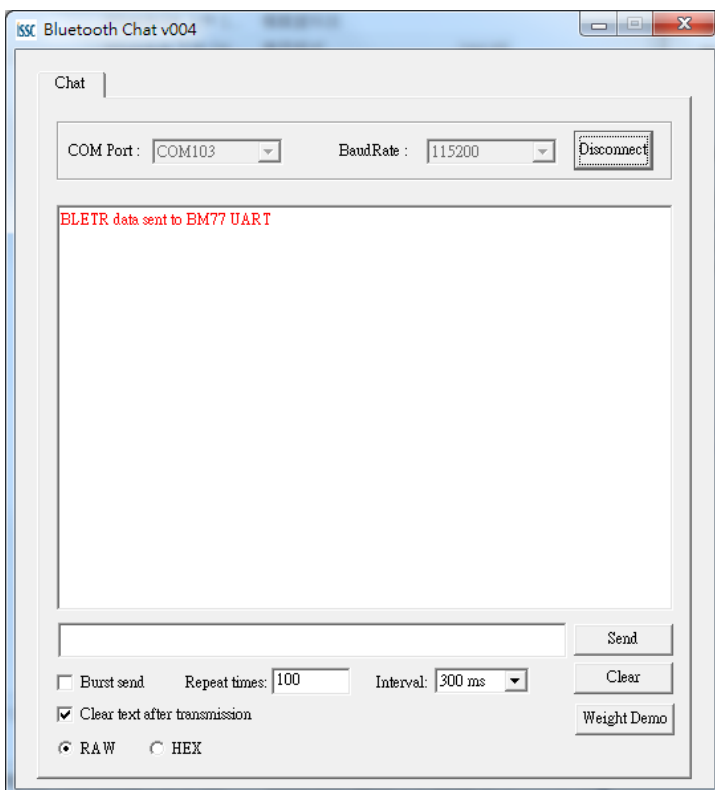 ISSC Bluetooth Chat v004
Chat
COM Port : COM103 BaudRate : 115200 Disconnect
BLETR data sent to BM77 UART
Send
Burst send Repeat times: 100 Interval: 300 ms Clear
Clear text after transmission Weight Demo
RAW HEX